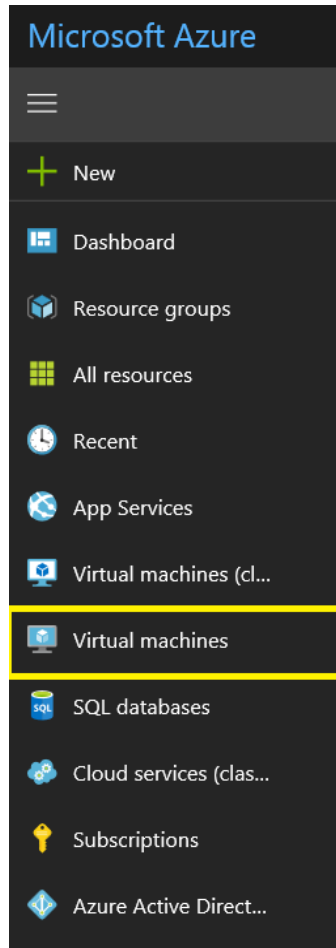 Microsoft Azure
New
Dashboard
Resource groups
All resources
Recent
App Services
Virtual machines (cl...
Virtual machines
SQL
SQL databases
Cloud services (clas...
Subscriptions
Azure Active Direct...